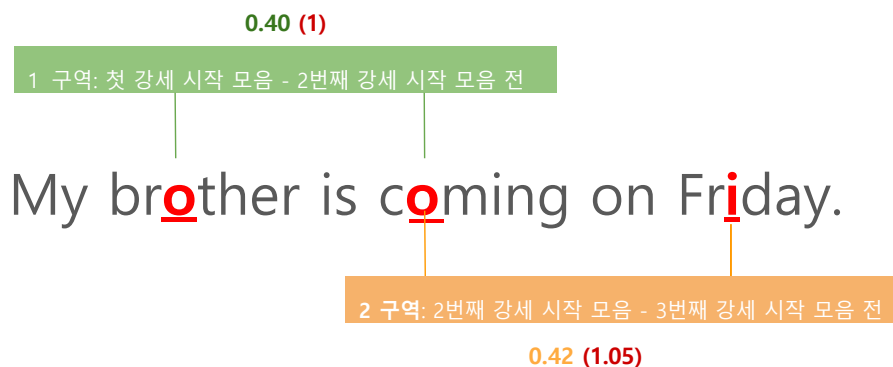 0.40 (1)
1 구역: 첫 강세 시작 모음 - 2번째 강세 시작 모음 전
My brother is coming on Friday.
2 구역: 2번째 강세 시작 모음 - 3번째 강세 시작 모음 전
0.42 (1.05)